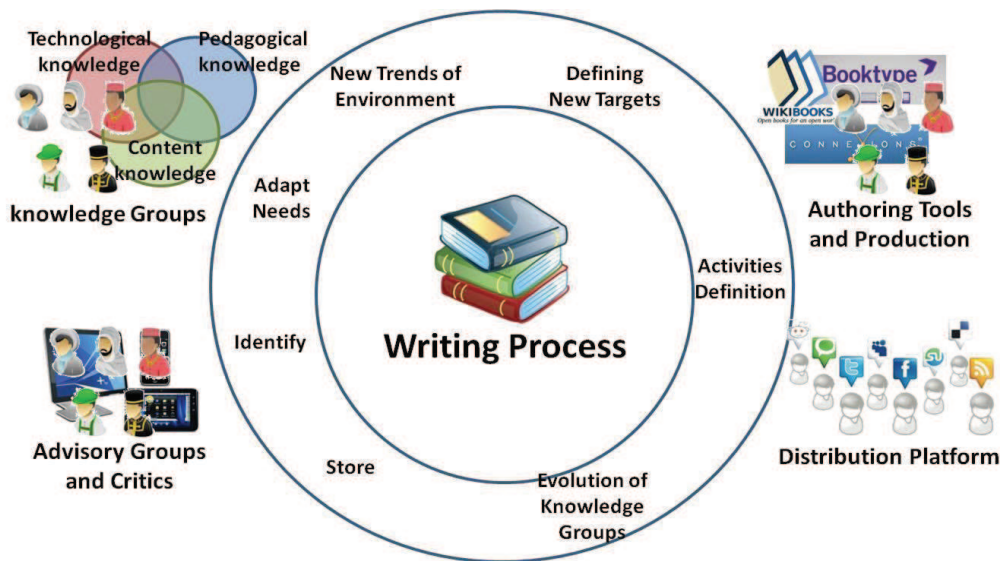 Technological
knowledge
Pedagogical
knowledge
Content
knowledge
knowledge Groups
New Trends of
Environment
Defining
New Targets
WIKIBOOKS
Open books for an open wor
Booktype
CONNEXIONS
Authoring Tools
and Production
Adapt
Needs
Activities
Definition
Writing Process
Identify
Advisory Groups
and Critics
Distribution Platform
Store
Evolution of
Knowledge
Groups